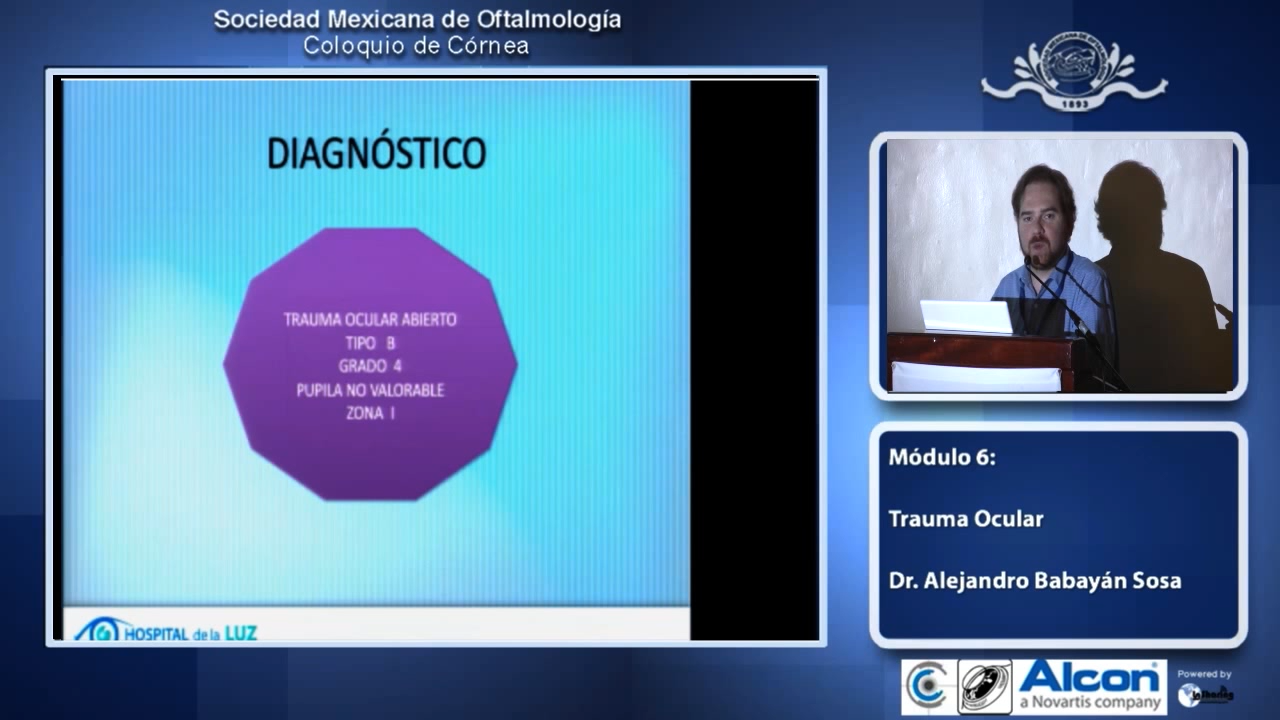 Sociedad Mexicana de Oftalmología
Coloquio de Córnea
DIAGNÓSTICO
TRAUMA OCULAR ABIERTO
TIPO B
GRADO 4
PUPILA NO VALORABLE
ZONA I
HOSPITAL de la LUZ
1893
Módulo 6:
Trauma Ocular
Dr. Alejandro Babayán Sosa
Alcon
a Novartis company
Powered by